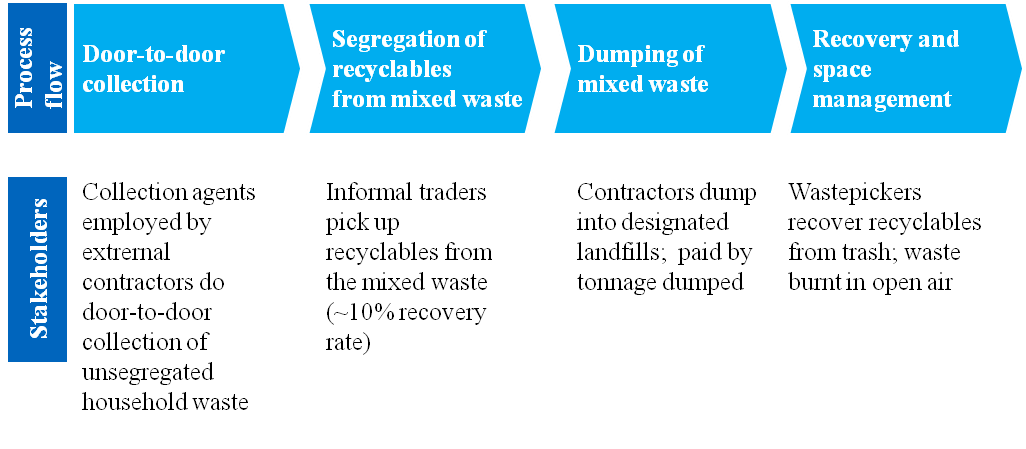 Process
flow
Door-to-door
collection
Segregation of
recyclables
from mixed waste
Dumping of
mixed waste
Recovery and
space
management
Stakeholders
Collection agents
employed by
extrernal
contractors do
door-to-door
collection of
unsegregated
household waste
Informal traders
pick up
recyclables from
the mixed waste
(~10% recovery
rate)
Contractors dump
into designated
landfills;  paid by
tonnage dumped
Wastepickers
recover recyclables
from trash; waste
burnt in open air